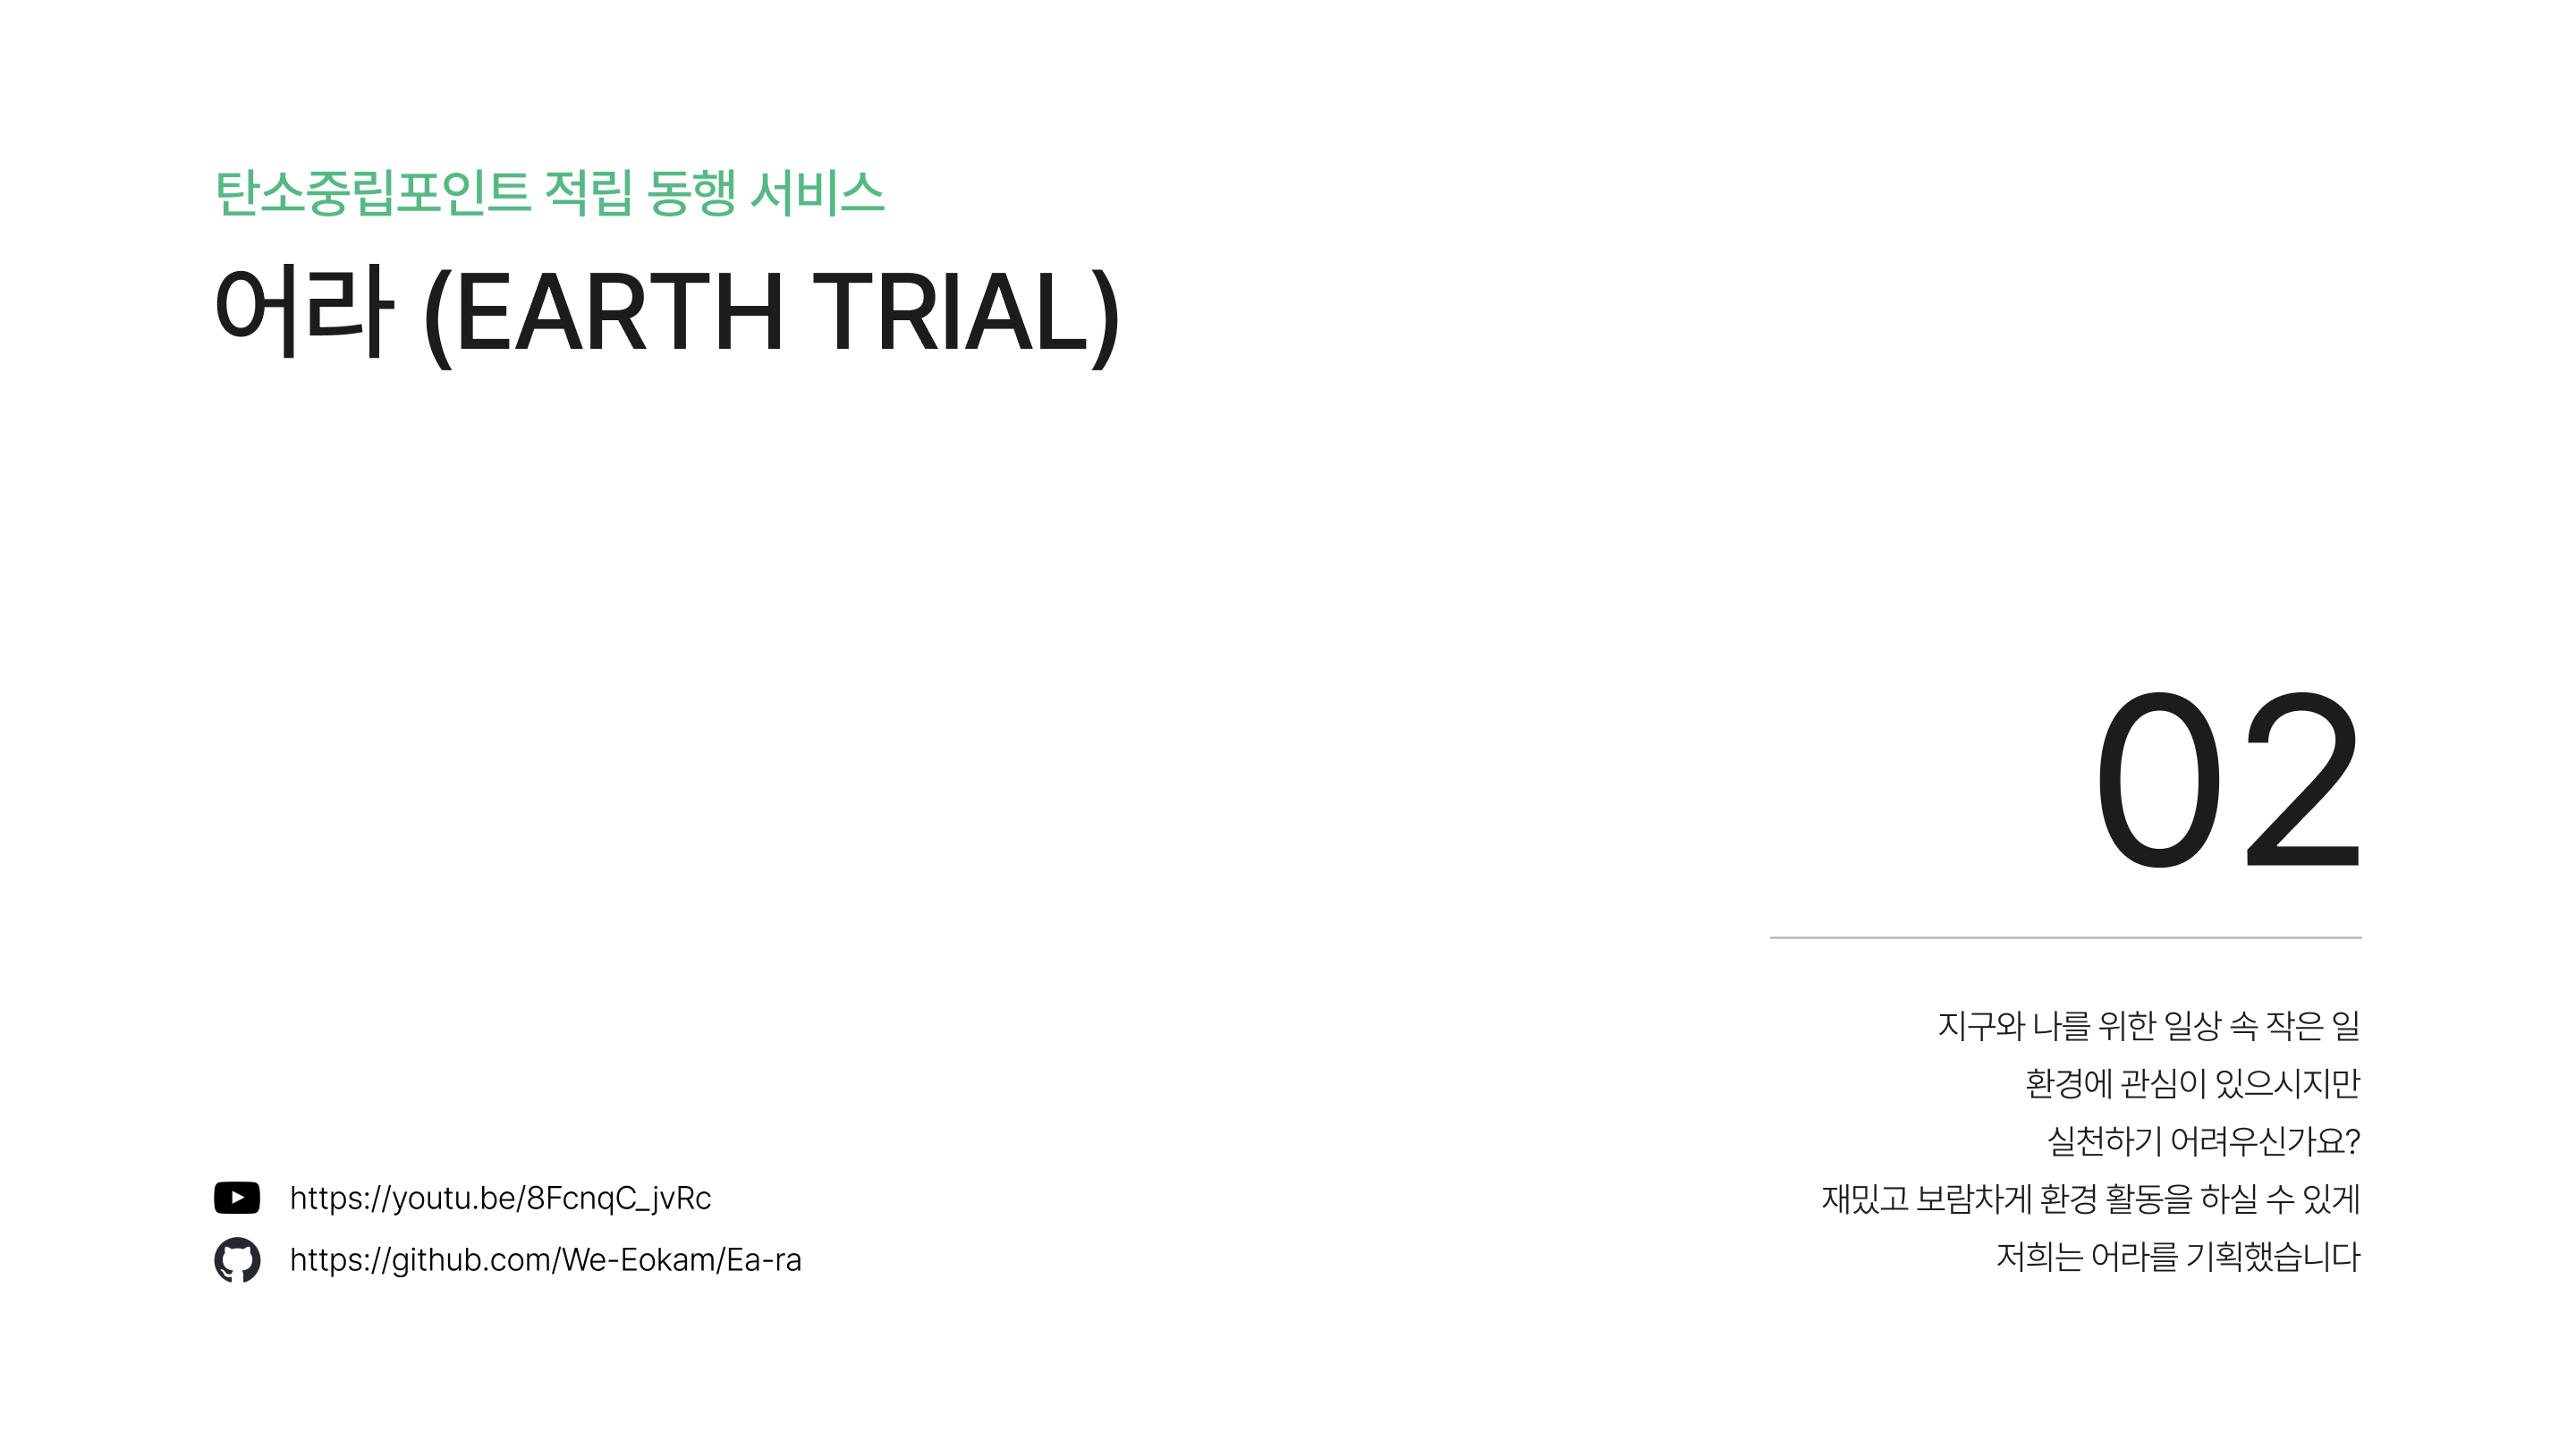 탄소중립포인트 적립 동행 서비스
어라 (EARTH TRIAL)
02
지구와 나를 위한 일상 속 작은 일
환경에 관심이 있으시지만
실천하기 어려우신가요?
재밌고 보람차게 환경 활동을 하실 수 있게
저희는 어라를 기획했습니다
https://youtu.be/8FcnqC_jvRc
https://github.com/We-Eokam/Ea-ra